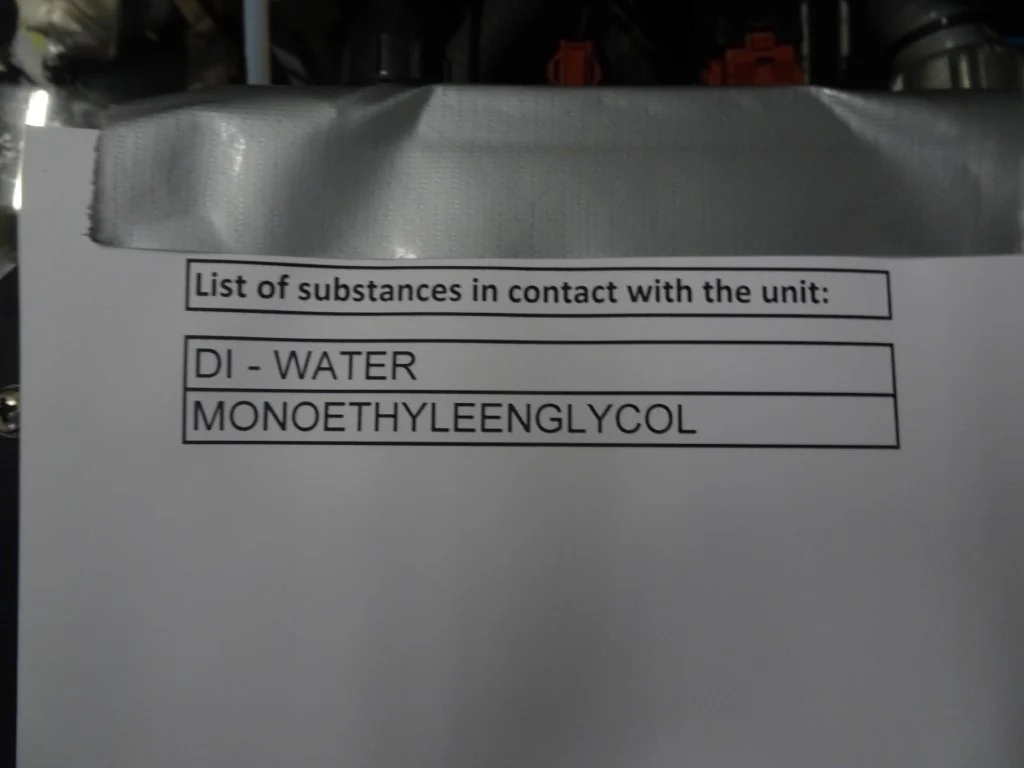 List of substances in contact with the unit:
DI - WATER
MONOETHYLEENGLYCOL